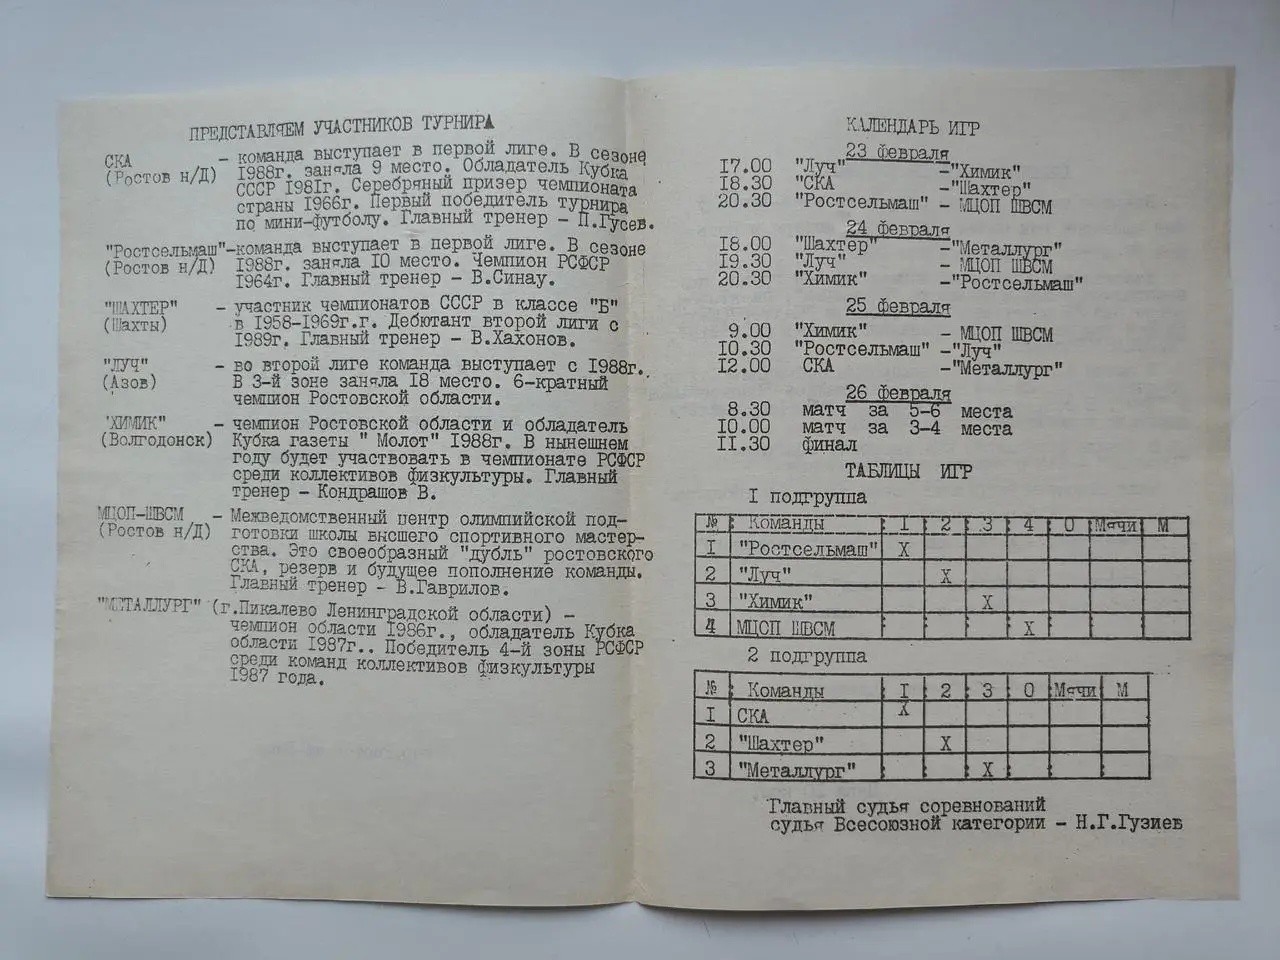 ПРЕДСТАВЛЯЕМ УЧАСТНИКОВ ТУРНИРА
СКА – команда выступает в первой лиге. В сезоне
(Ростов н/Д) 1988г. заняла 9 место. Обладатель Кубка
СССР 1981г. Серебряный призер чемпионата
страны 1966г. Первый победитель турнира
по мини-футболу. Главный тренер – П.Гусев.
"Ростсельмаш"–команда выступает в первой лиге. В сезоне
(Ростов н/Д) 1988г. заняла 10 место. Чемпион РСФСР
1964г. Главный тренер – В.Синау.
"ШАХТЕР" – участник чемпионатов СССР в классе "Б"
(Шахты) в 1958-1969г.г. Дебютант второй лиги с
1989г. Главный тренер – В.Хахонов.
"ЛУЧ" – во второй лиге команда выступает с 1988г.
(Азов) В 3-й зоне заняла 18 место. 6-кратный
чемпион Ростовской области.
'ХИМИК" – чемпион Ростовской области и обладатель
(Волгодонск) Кубка газеты " Молот" 1988г. В нынешнем
году будет участвовать в чемпионате РСФСР
среди коллективов физкультуры. Главный
тренер – Кондрашов В.
МЦОП-ШВСМ – Межведомственный центр олимпийской под-
(Ростов н/Д) готовки школы высшего спортивного мастер-
ства. Это своеобразный "дубль" ростовского
СКА, резерв и будущее пополнение команды.
Главный тренер – В.Гаврилов.
"МЕТАЛЛУРГ" (г.Пикалево Ленинградской области) –
чемпион области 1986г., обладатель Кубка
области 1987г.. Победитель 4-й зоны РСФСР
среди команд коллективов физкультуры
1987 года.
КАЛЕНДАРЬ ИГР
23 февраля
17.00 "Луч" –"Химик"
18.30 "СКА –"Шахтер"
20.30 "Ростсельмаш" – МЦОП ШВСМ
24 февраля
18.00 "Шахтер" –"Металлург"
19.30 "Луч" – МЦОП ШВСМ
20.30 "Химик" –"Ростсельмаш"
25 февраля
9.00 "Химик" – МЦОП ШВСМ
10.30 "Ростсельмаш" –"Луч"
12.00 СКА –"Металлург"
26 февраля
8.30 матч за 5-6 места
10.00 матч за 3-4 места
11.30 финал
ТАБЛИЦЫ ИГР
I подгруппа
№ Команды 1 2 3 4 О Мячи М
1 "Ростсельмаш" X
2 "Луч" X
3 "Химик" X
4 МЦОП ШВСМ X
2 подгруппа
№ Команды 1 2 3 О Мячи М
1 СКА X
2 "Шахтер" X
3 "Металлург" X
Главный судья соревнований
судья Всесоюзной категории – Н.Г.Гузиев